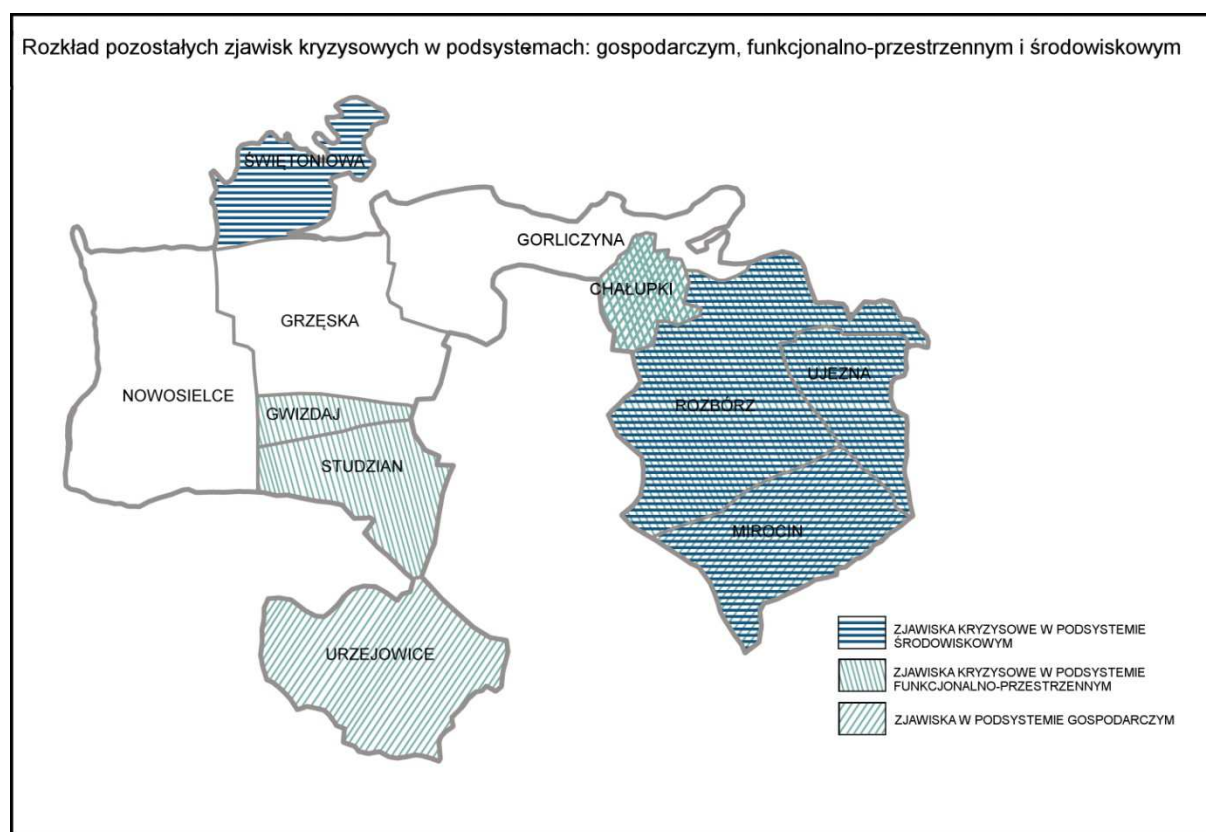 Rozkład pozostałych zjawisk kryzysowych w podsystemach: gospodarczym, funkcjonalno-przestrzennym i środowiskowym
ŚWIĘTONIOWA
GORLICZYNA
CHAŁUPKI
GRZĘSKA
UJEZNA
NOWOSIELCE
ROZBÓRZ
GWIZDAJ
STUDZIAN
MIROCIN
URZEJOWICE
ZJAWISKA KRYZYSOWE W PODSYSTEMIE
ŚRODOWISKOWYM
ZJAWISKA KRYZYSOWE W PODSYSTEMIE
FUNKCJONALNO-PRZESTRZENNYM
ZJAWISKA W PODSYSTEMIE GOSPODARCZYM